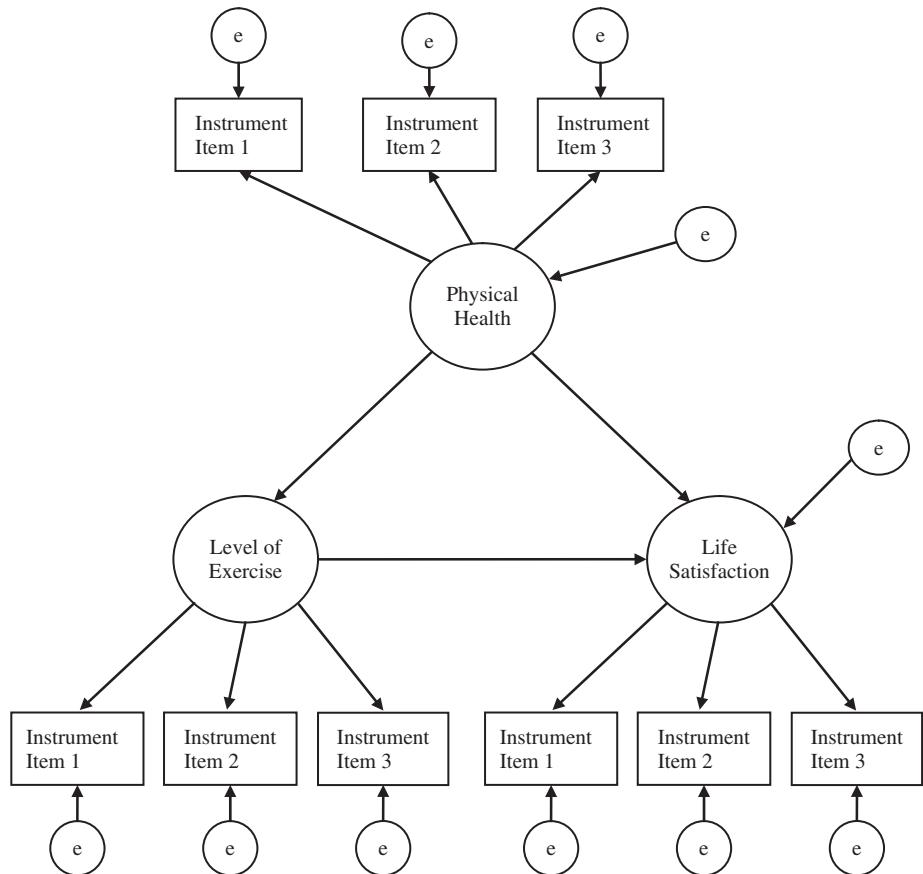 e
e
e
Instrument
Item 1
Instrument
Item 2
Instrument
Item 3
e
Physical
Health
e
Level of
Exercise
Life
Satisfaction
Instrument
Item 1
Instrument
Item 2
Instrument
Item 3
Instrument
Item 1
Instrument
Item 2
Instrument
Item 3
e
e
e
e
e
e